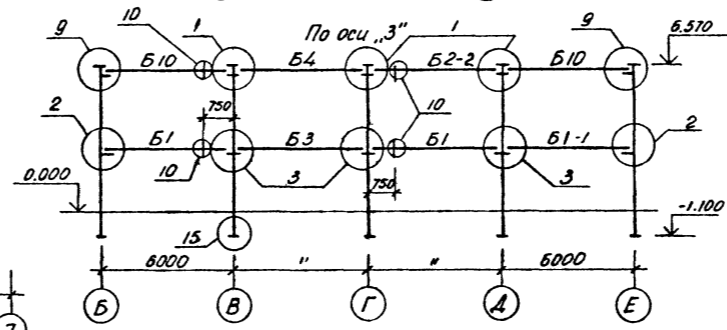 По оси „3"
9 10 1 1 9 6.570
Б10 Б4 Б2-2 Б10
2 750 10 2
Б1 Б3 Б1 Б1-1
0.000 10 3 750 3 -1.100
15
6000 " " 6000
Б В Г Д Е
7